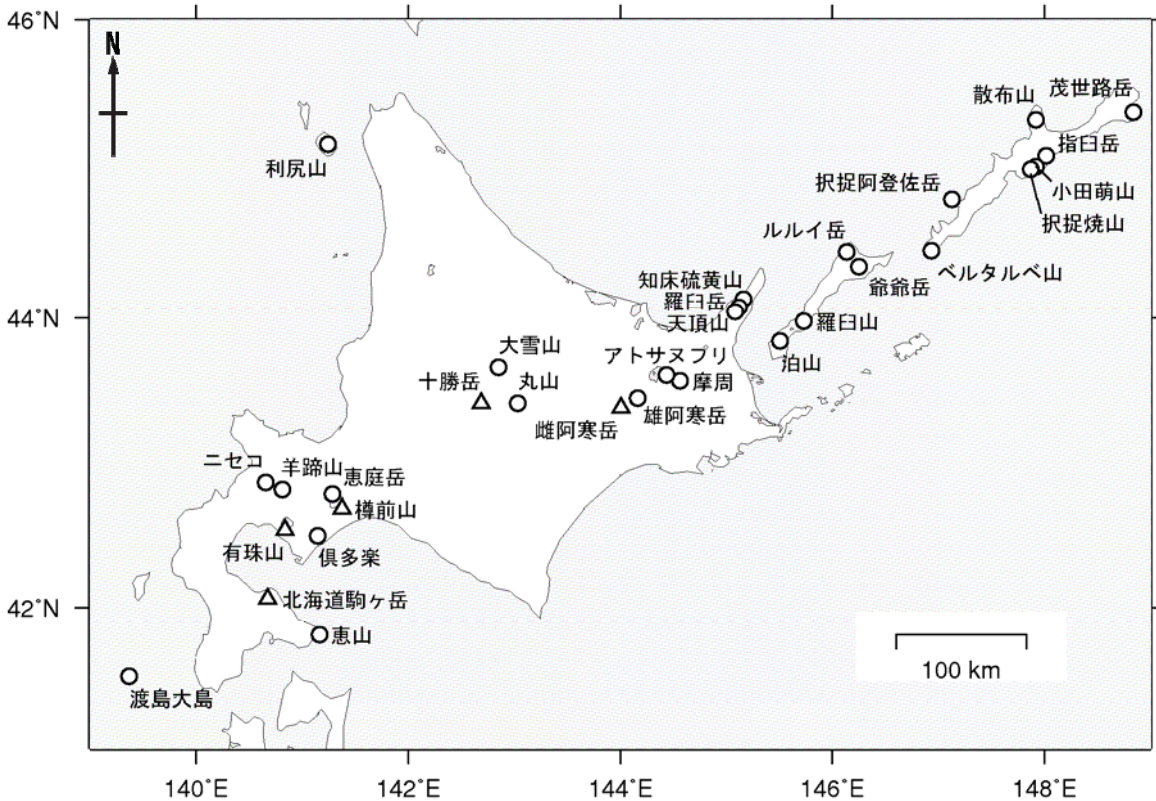 46°N
N
茂世路岳
散布山
指臼岳
利尻山
択捉阿登佐岳
小田萌山
択捉焼山
ルルイ岳
ベルタルベ山
知床硫黄山
爺爺岳
羅臼岳
44°N
天頂山
羅臼山
大雪山
アトサヌプリ
泊山
十勝岳
丸山
摩周
雄阿寒岳
雌阿寒岳
ニセコ
羊蹄山
恵庭岳
樽前山
有珠山
倶多楽
42°N
北海道駒ヶ岳
恵山
100 km
渡島大島
140°E
142°E
144°E
146°E
148°E